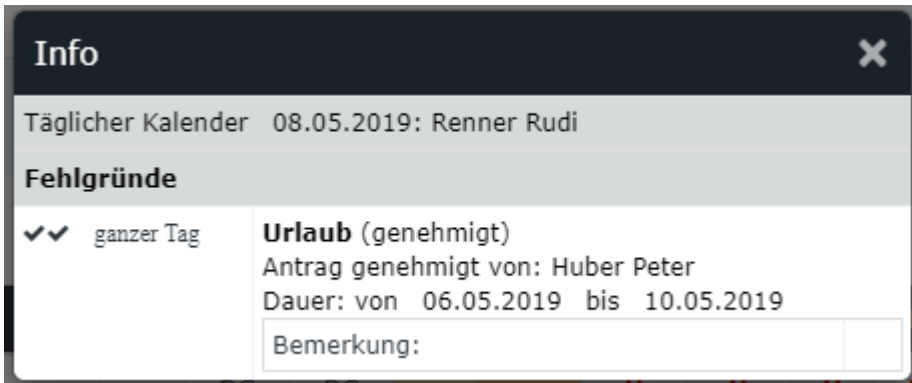 Info
Täglicher Kalender 08.05.2019: Renner Rudi
Fehlgründe
ganzer Tag Urlaub (genehmigt)
Antrag genehmigt von: Huber Peter
Dauer: von 06.05.2019 bis 10.05.2019
Bemerkung: